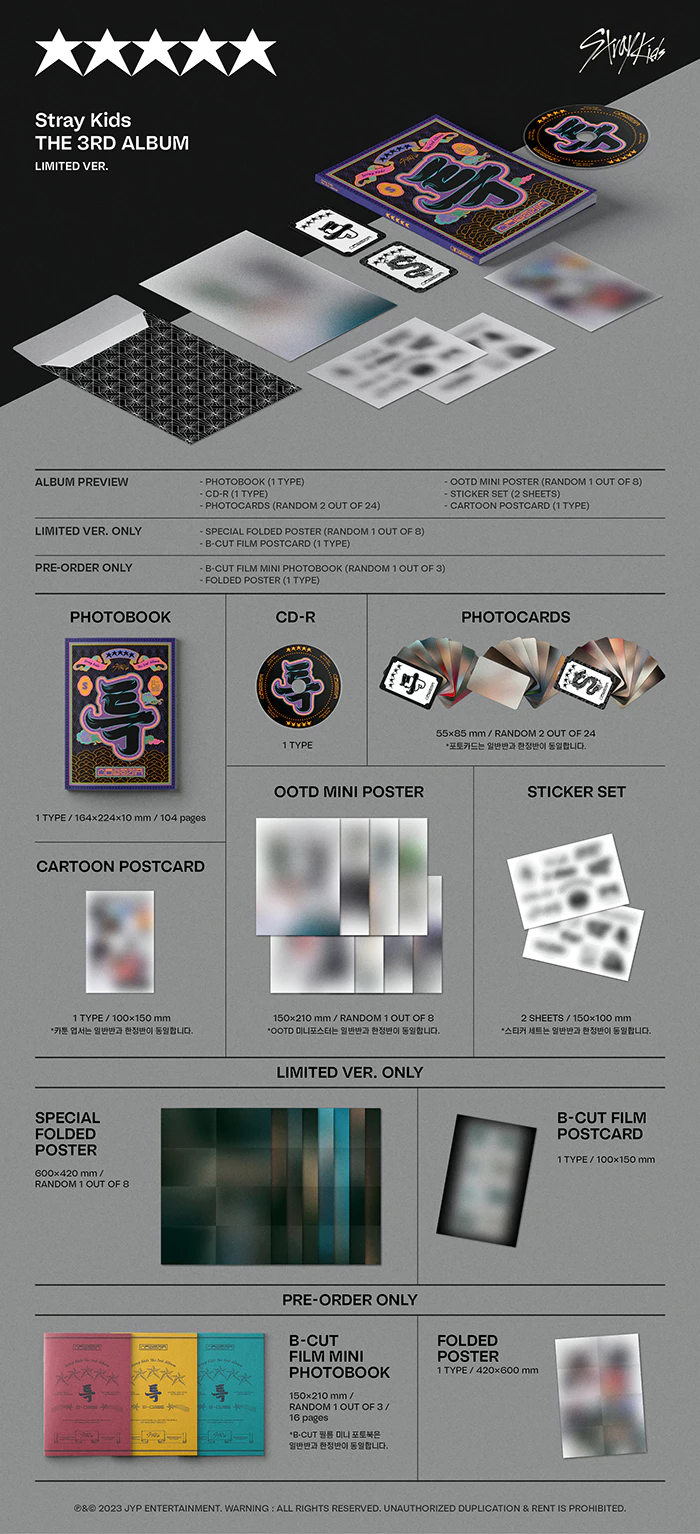 ★★★★★
Stray Kids
Stray Kids
THE 3RD ALBUM
LIMITED VER.
특
특
ALBUM PREVIEW
- PHOTOBOOK (1 TYPE)
- CD-R (1 TYPE)
- PHOTOCARDS (RANDOM 2 OUT OF 24)
- OOTD MINI POSTER (RANDOM 1 OUT OF 8)
- STICKER SET (2 SHEETS)
- CARTOON POSTCARD (1 TYPE)
LIMITED VER. ONLY
- SPECIAL FOLDED POSTER (RANDOM 1 OUT OF 8)
- B-CUT FILM POSTCARD (1 TYPE)
PRE-ORDER ONLY
- B-CUT FILM MINI PHOTOBOOK (RANDOM 1 OUT OF 3)
- FOLDED POSTER (1 TYPE)
PHOTOBOOK
특
1 TYPE / 164×224×10 mm / 104 pages
CD-R
특
1 TYPE
PHOTOCARDS
55×85 mm / RANDOM 2 OUT OF 24
*포토카드는 일반반과 한정반이 동일합니다.
CARTOON POSTCARD
1 TYPE / 100×150 mm
*카툰 엽서는 일반반과 한정반이 동일합니다.
OOTD MINI POSTER
150×210 mm / RANDOM 1 OUT OF 8
*OOTD 미니포스터는 일반반과 한정반이 동일합니다.
STICKER SET
2 SHEETS / 150×100 mm
*스티커 세트는 일반반과 한정반이 동일합니다.
LIMITED VER. ONLY
SPECIAL
FOLDED
POSTER
600×420 mm /
RANDOM 1 OUT OF 8
B-CUT FILM
POSTCARD
1 TYPE / 100×150 mm
PRE-ORDER ONLY
특
특
특
B-CUT
FILM MINI
PHOTOBOOK
150×210 mm /
RANDOM 1 OUT OF 3 /
16 pages
*B-CUT 필름 미니 포토북은
일반반과 한정반이 동일합니다.
FOLDED
POSTER
1 TYPE / 420×600 mm
℗&© 2023 JYP ENTERTAINMENT. WARNING : ALL RIGHTS RESERVED. UNAUTHORIZED DUPLICATION & RENT IS PROHIBITED.